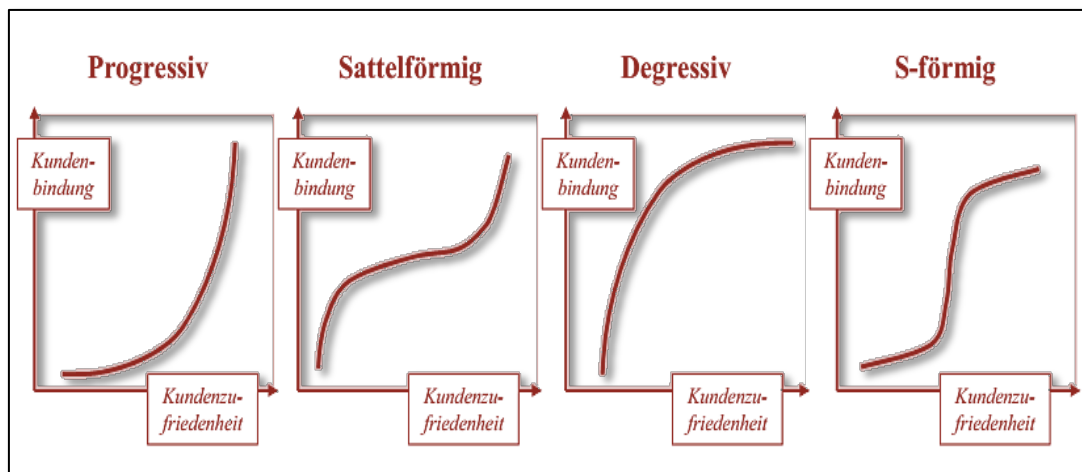 Progressiv
Sattelförmig
Degressiv
S-förmig
Kunden-
bindung
Kunden-
bindung
Kunden-
bindung
Kunden-
bindung
Kundenzu-
friedenheit
Kundenzu-
friedenheit
Kundenzu-
friedenheit
Kundenzu-
friedenheit